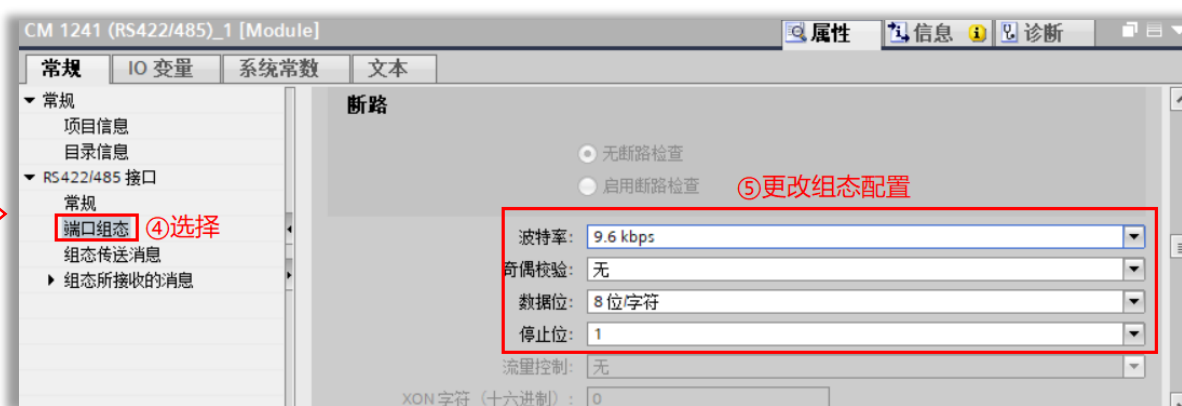 CM 1241 (RS422/485)_1 [Module]
属性
信息
诊断
常规
IO 变量
系统常数
文本
常规
项目信息
目录信息
RS422/485 接口
常规
端口组态
④选择
组态传送消息
组态所接收的消息
断路
无断路检查
启用断路检查
⑤更改组态配置
波特率: 9.6 kbps
奇偶校验: 无
数据位: 8 位/字符
停止位: 1
流量控制: 无
XON 字符（十六进制）: 0